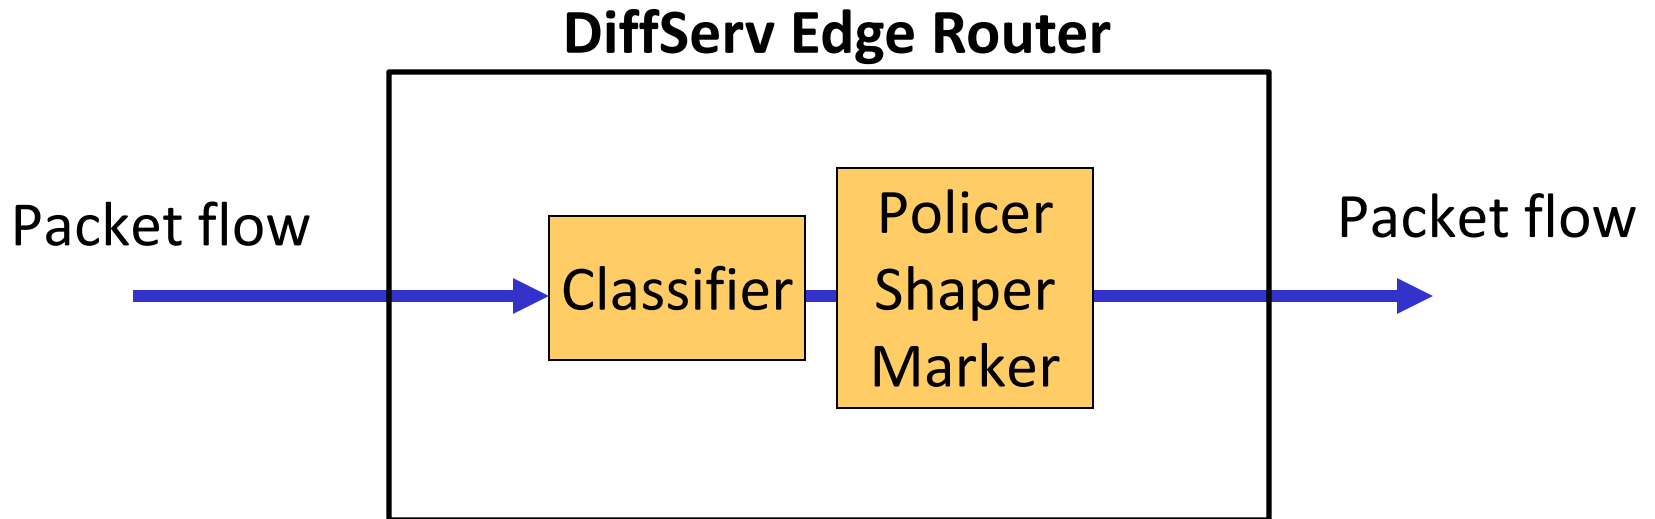 DiffServ Edge Router
Packet flow
Classifier
Policer
Shaper
Marker
Packet flow